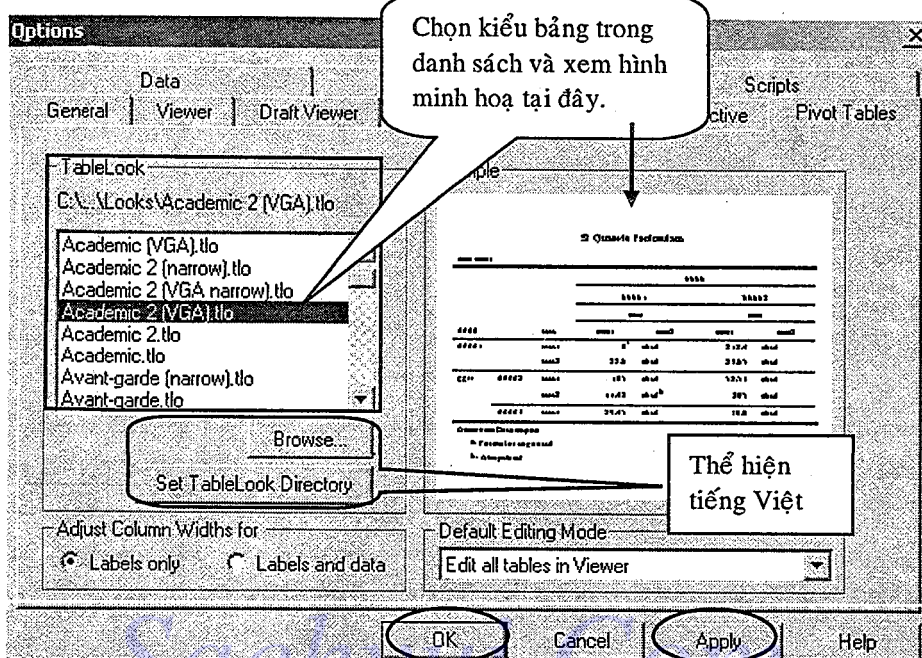 Options
Chọn kiểu bảng trong
danh sách và xem hình
minh hoạ tại đây.
Data
Scripts
General
Viewer
Draft Viewer
Pivot Tables
TableLook
C:\..\Looks\Academic 2 (VGA).tlo
Academic (VGA).tlo
Academic 2 (narrow).tlo
Academic 2 (VGA narrow).tlo
Academic 2 (VGA).tlo
Academic 2.tlo
Academic.tlo
Avant-garde (narrow).tlo
Avant-garde.tlo
Browse...
Set TableLook Directory
Thể hiện
tiếng Việt
Adjust Column Widths for
Labels only
Labels and data
Default Editing Mode
Edit all tables in Viewer
OK
Cancel
Apply
Help